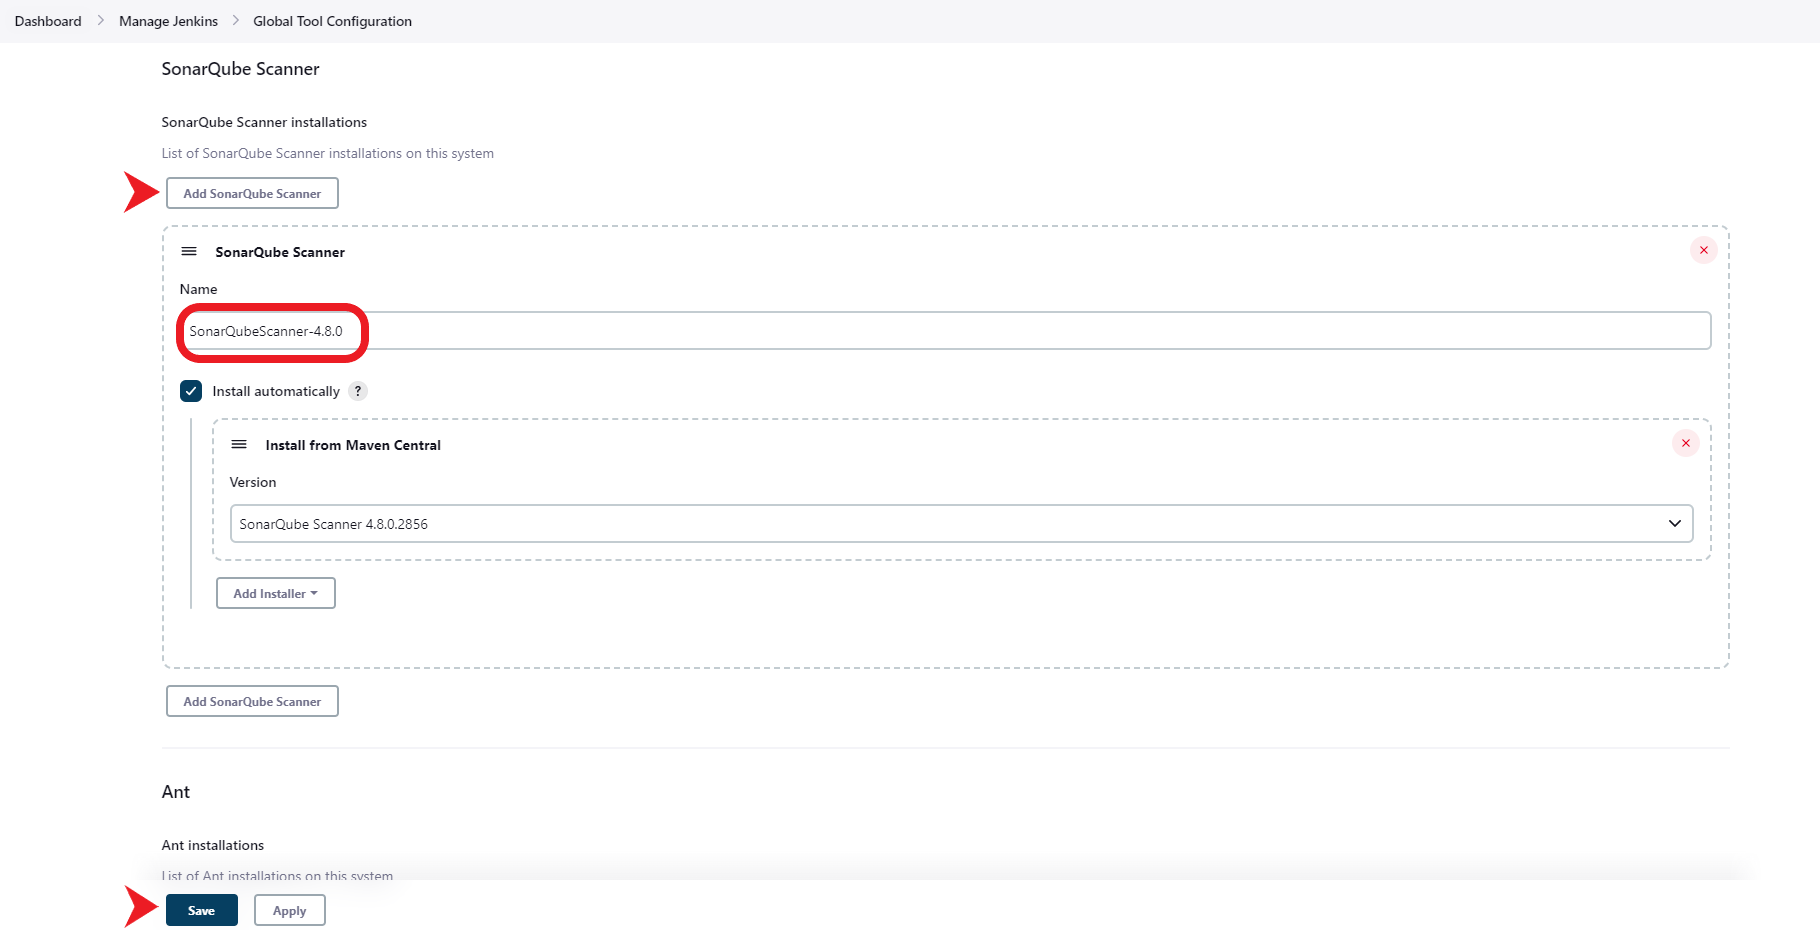 Dashboard > Manage Jenkins > Global Tool Configuration
SonarQube Scanner
SonarQube Scanner installations
List of SonarQube Scanner installations on this system
Add SonarQube Scanner
SonarQube Scanner
Name
SonarQubeScanner-4.8.0
Install automatically ?
Install from Maven Central
Version
SonarQube Scanner 4.8.0.2856
Add Installer
Add SonarQube Scanner
Ant
Ant installations
List of Ant installations on this system
Save Apply